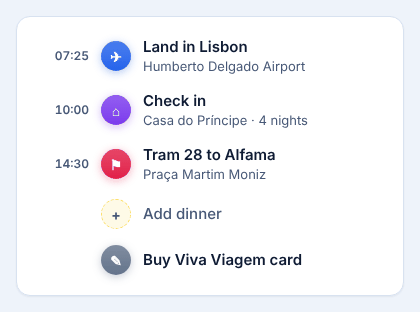 07:25
Land in Lisbon
Humberto Delgado Airport
10:00
Check in
Casa do Príncipe · 4 nights
14:30
Tram 28 to Alfama
Praça Martim Moniz
+
Add dinner
Buy Viva Viagem card